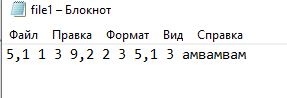 file1 – Блокнот
Файл Правка Формат Вид Справка
5,1 1 3 9,2 2 3 5,1 3 амвамвам